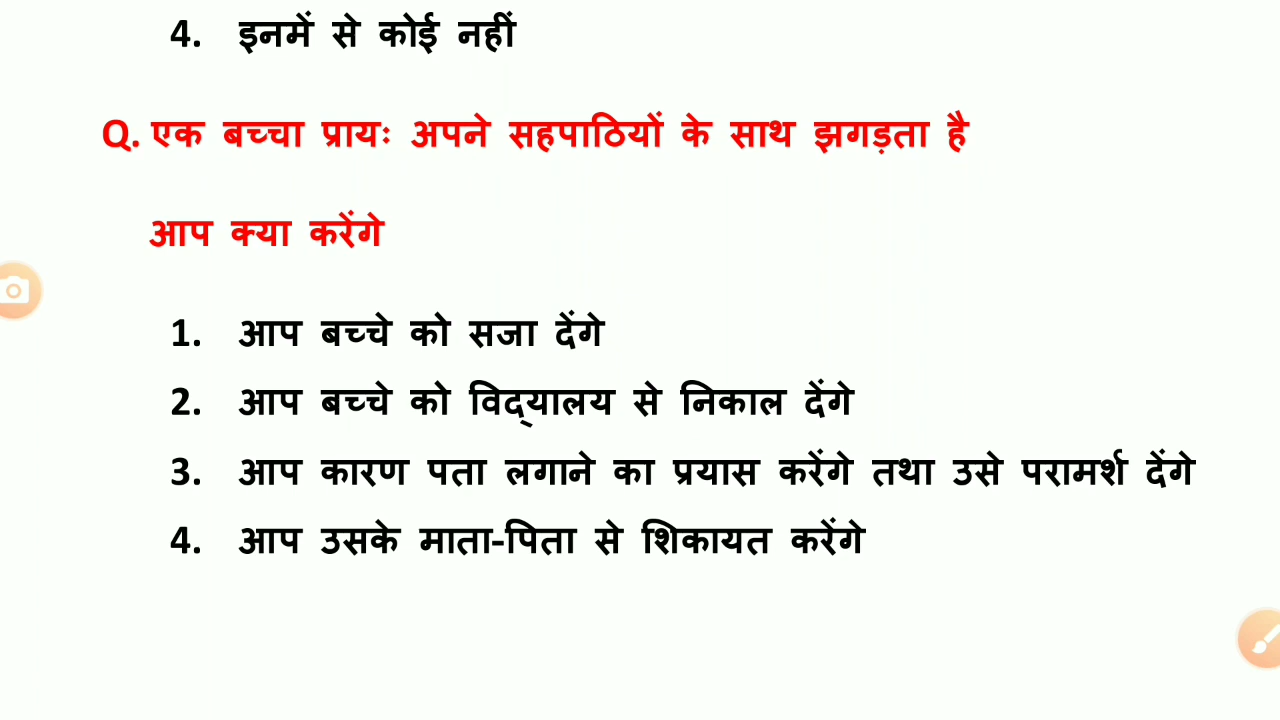 4. इनमें से कोई नहीं
Q. एक बच्चा प्रायः अपने सहपाठियों के साथ झगड़ता है
आप क्या करेंगे
1. आप बच्चे को सजा देंगे
2. आप बच्चे को विद्यालय से निकाल देंगे
3. आप कारण पता लगाने का प्रयास करेंगे तथा उसे परामर्श देंगे
4. आप उसके माता-पिता से शिकायत करेंगे